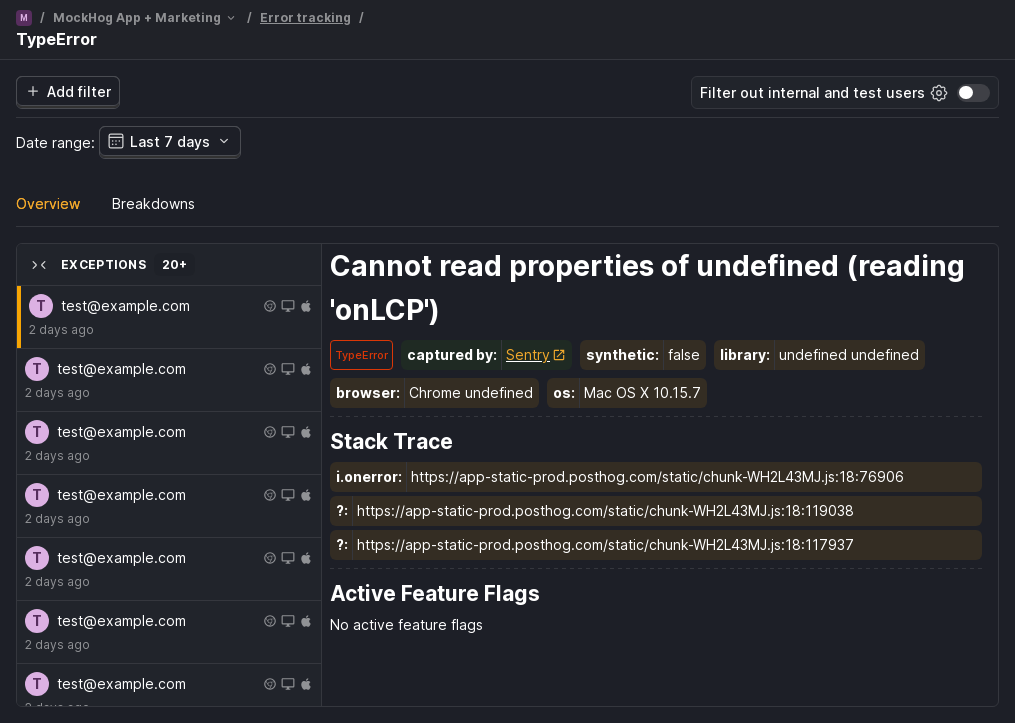 M / MockHog App + Marketing / Error tracking /
TypeError
Add filter
Filter out internal and test users
Date range: Last 7 days
Overview Breakdowns
EXCEPTIONS 20+
T test@example.com
2 days ago
T test@example.com
2 days ago
T test@example.com
2 days ago
T test@example.com
2 days ago
T test@example.com
2 days ago
T test@example.com
2 days ago
T test@example.com
2 days ago
Cannot read properties of undefined (reading
'onLCP')
TypeError captured by: Sentry synthetic: false library: undefined undefined
browser: Chrome undefined os: Mac OS X 10.15.7
Stack Trace
i.onerror: https://app-static-prod.posthog.com/static/chunk-WH2L43MJ.js:18:76906
?: https://app-static-prod.posthog.com/static/chunk-WH2L43MJ.js:18:119038
?: https://app-static-prod.posthog.com/static/chunk-WH2L43MJ.js:18:117937
Active Feature Flags
No active feature flags